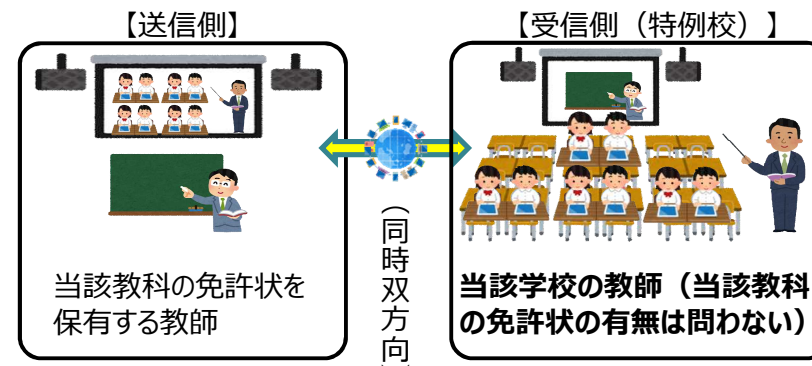 【送信側】
【受信側（特例校）】
（同時双方向）
当該教科の免許状を
保有する教師
当該学校の教師（当該教科
の免許状の有無は問わない）